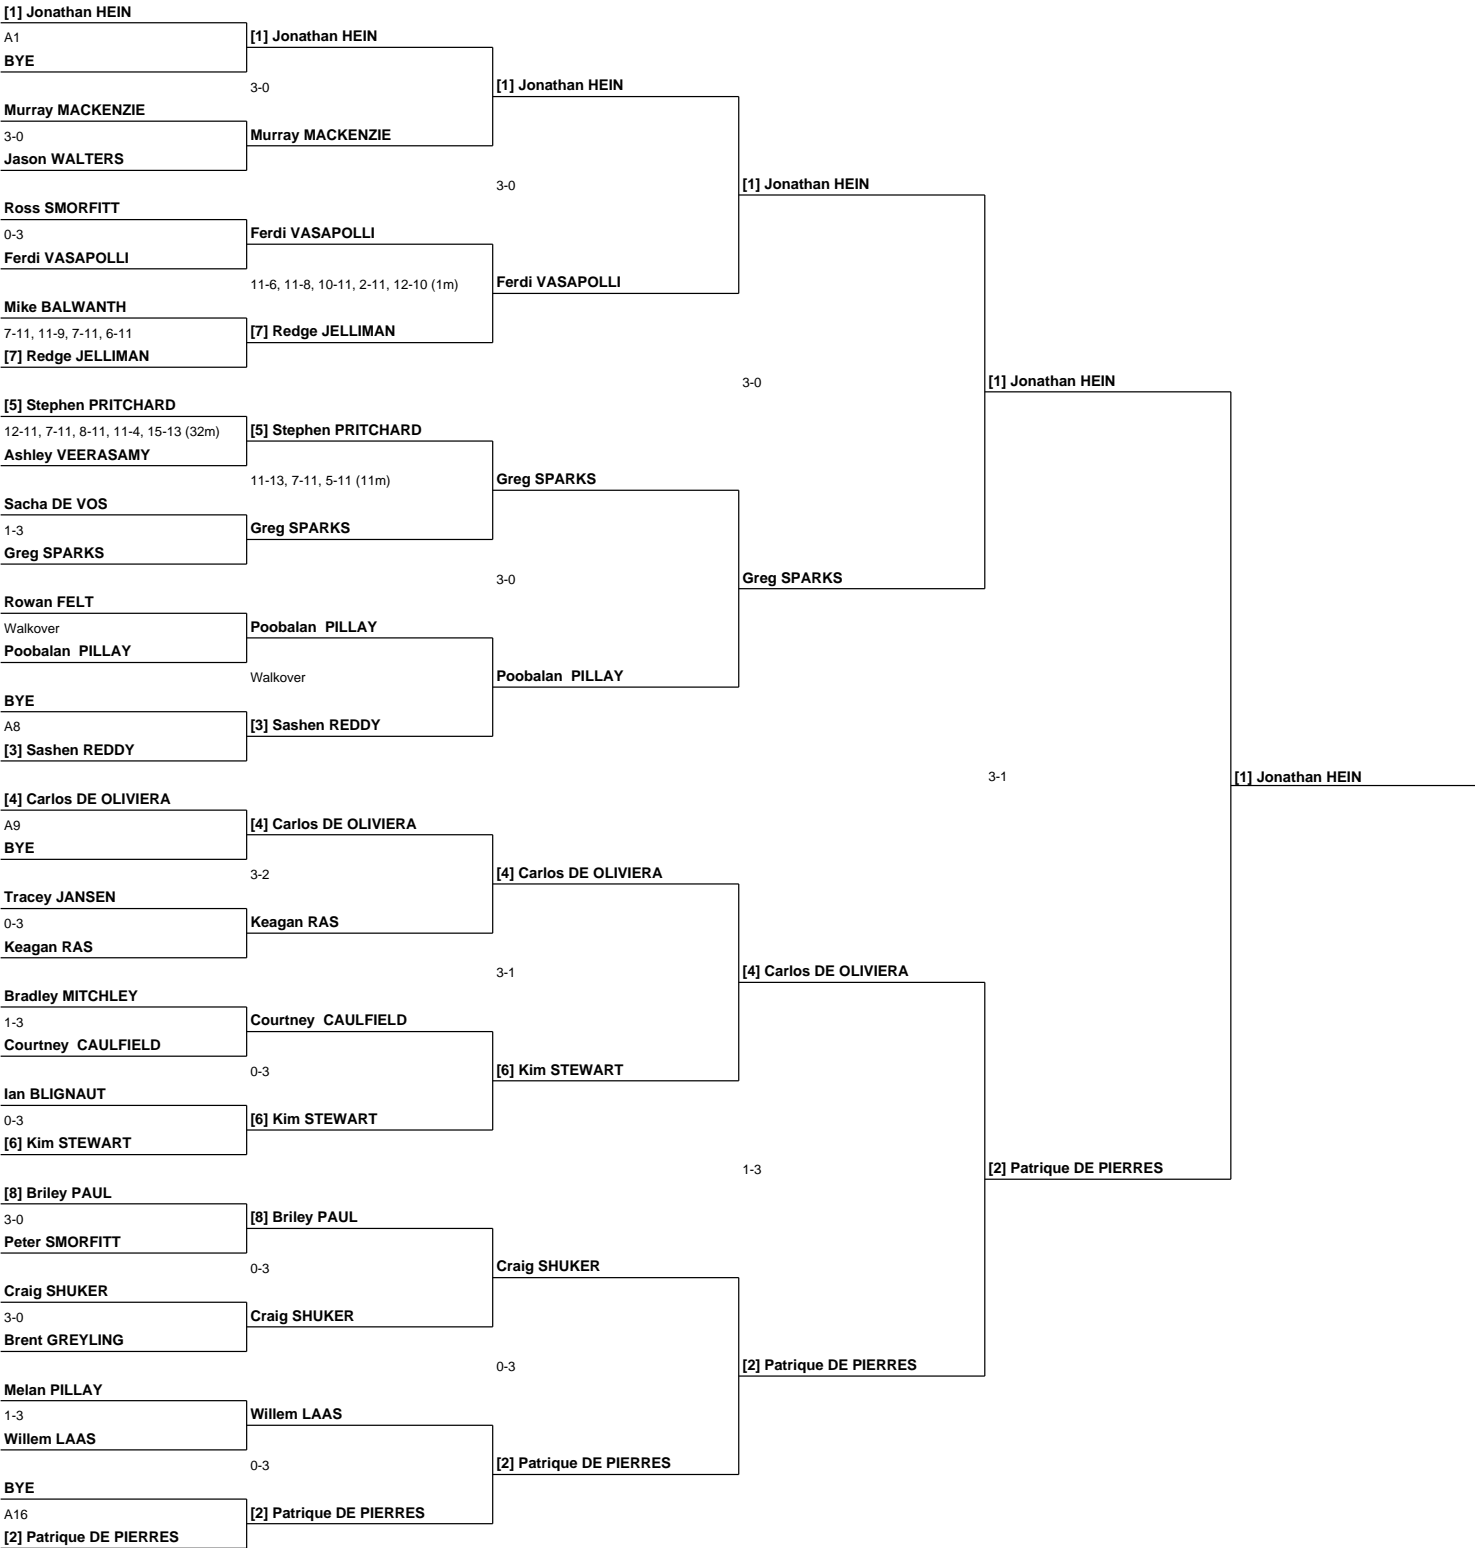 [1] Jonathan HEIN
A1
BYE
Murray MACKENZIE
3-0
Jason WALTERS
Ross SMORFITT
0-3
Ferdi VASAPOLLI
Mike BALWANTH
7-11, 11-9, 7-11, 6-11
[7] Redge JELLIMAN
[5] Stephen PRITCHARD
12-11, 7-11, 8-11, 11-4, 15-13 (32m)
Ashley VEERASAMY
Sacha DE VOS
1-3
Greg SPARKS
Rowan FELT
Walkover
Poobalan  PILLAY
BYE
A8
[3] Sashen REDDY
[4] Carlos DE OLIVIERA
A9
BYE
Tracey JANSEN
0-3
Keagan RAS
Bradley MITCHLEY
1-3
Courtney  CAULFIELD
Ian BLIGNAUT
0-3
[6] Kim STEWART
[8] Briley PAUL
3-0
Peter SMORFITT
Craig SHUKER
3-0
Brent GREYLING
Melan PILLAY
1-3
Willem LAAS
BYE
A16
[2] Patrique DE PIERRES
[1] Jonathan HEIN
3-0
Murray MACKENZIE
Ferdi VASAPOLLI
11-6, 11-8, 10-11, 2-11, 12-10 (1m)
[7] Redge JELLIMAN
[5] Stephen PRITCHARD
11-13, 7-11, 5-11 (11m)
Greg SPARKS
Poobalan  PILLAY
Walkover
[3] Sashen REDDY
[4] Carlos DE OLIVIERA
3-2
Keagan RAS
Courtney  CAULFIELD
0-3
[6] Kim STEWART
[8] Briley PAUL
0-3
Craig SHUKER
Willem LAAS
0-3
[2] Patrique DE PIERRES
[1] Jonathan HEIN
3-0
Ferdi VASAPOLLI
Greg SPARKS
3-0
Poobalan  PILLAY
[4] Carlos DE OLIVIERA
3-1
[6] Kim STEWART
Craig SHUKER
0-3
[2] Patrique DE PIERRES
[1] Jonathan HEIN
3-0
Greg SPARKS
[4] Carlos DE OLIVIERA
1-3
[2] Patrique DE PIERRES
[1] Jonathan HEIN
3-1
[2] Patrique DE PIERRES
[1] Jonathan HEIN